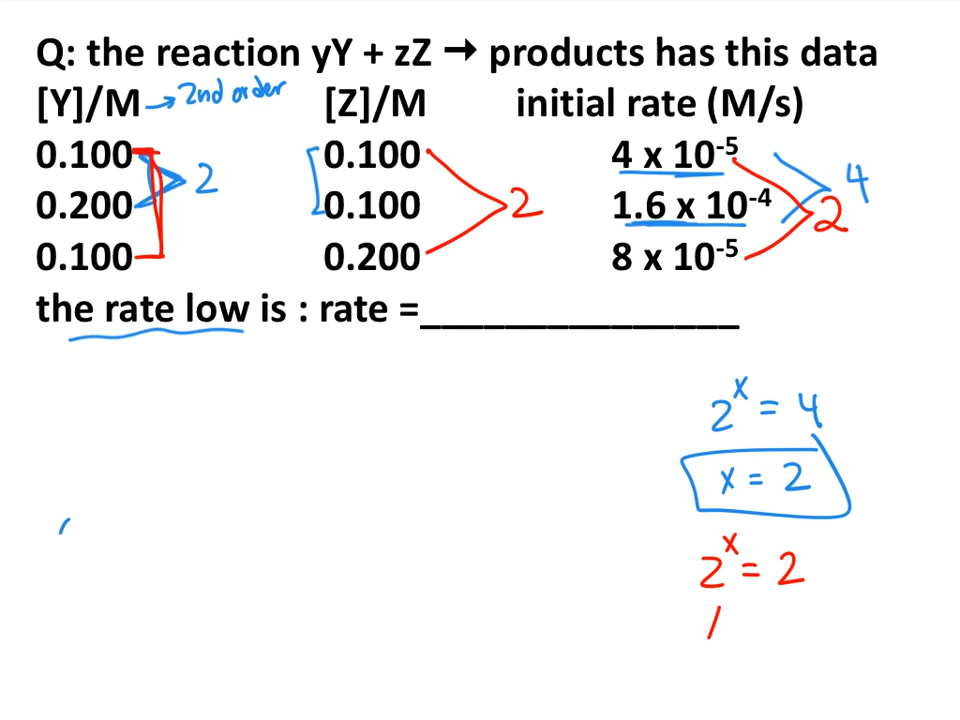 Q: the reaction yY + zZ → products has this data
[Y]/M → 2nd order [Z]/M initial rate (M/s)
0.100 0.100 4 x 10⁻⁵
0.200 2 0.100 2 1.6 x 10⁻⁴ 2 4
0.100 0.200 8 x 10⁻⁵
the rate low is : rate =_______________
2ˣ = 4
x = 2
2ˣ = 2